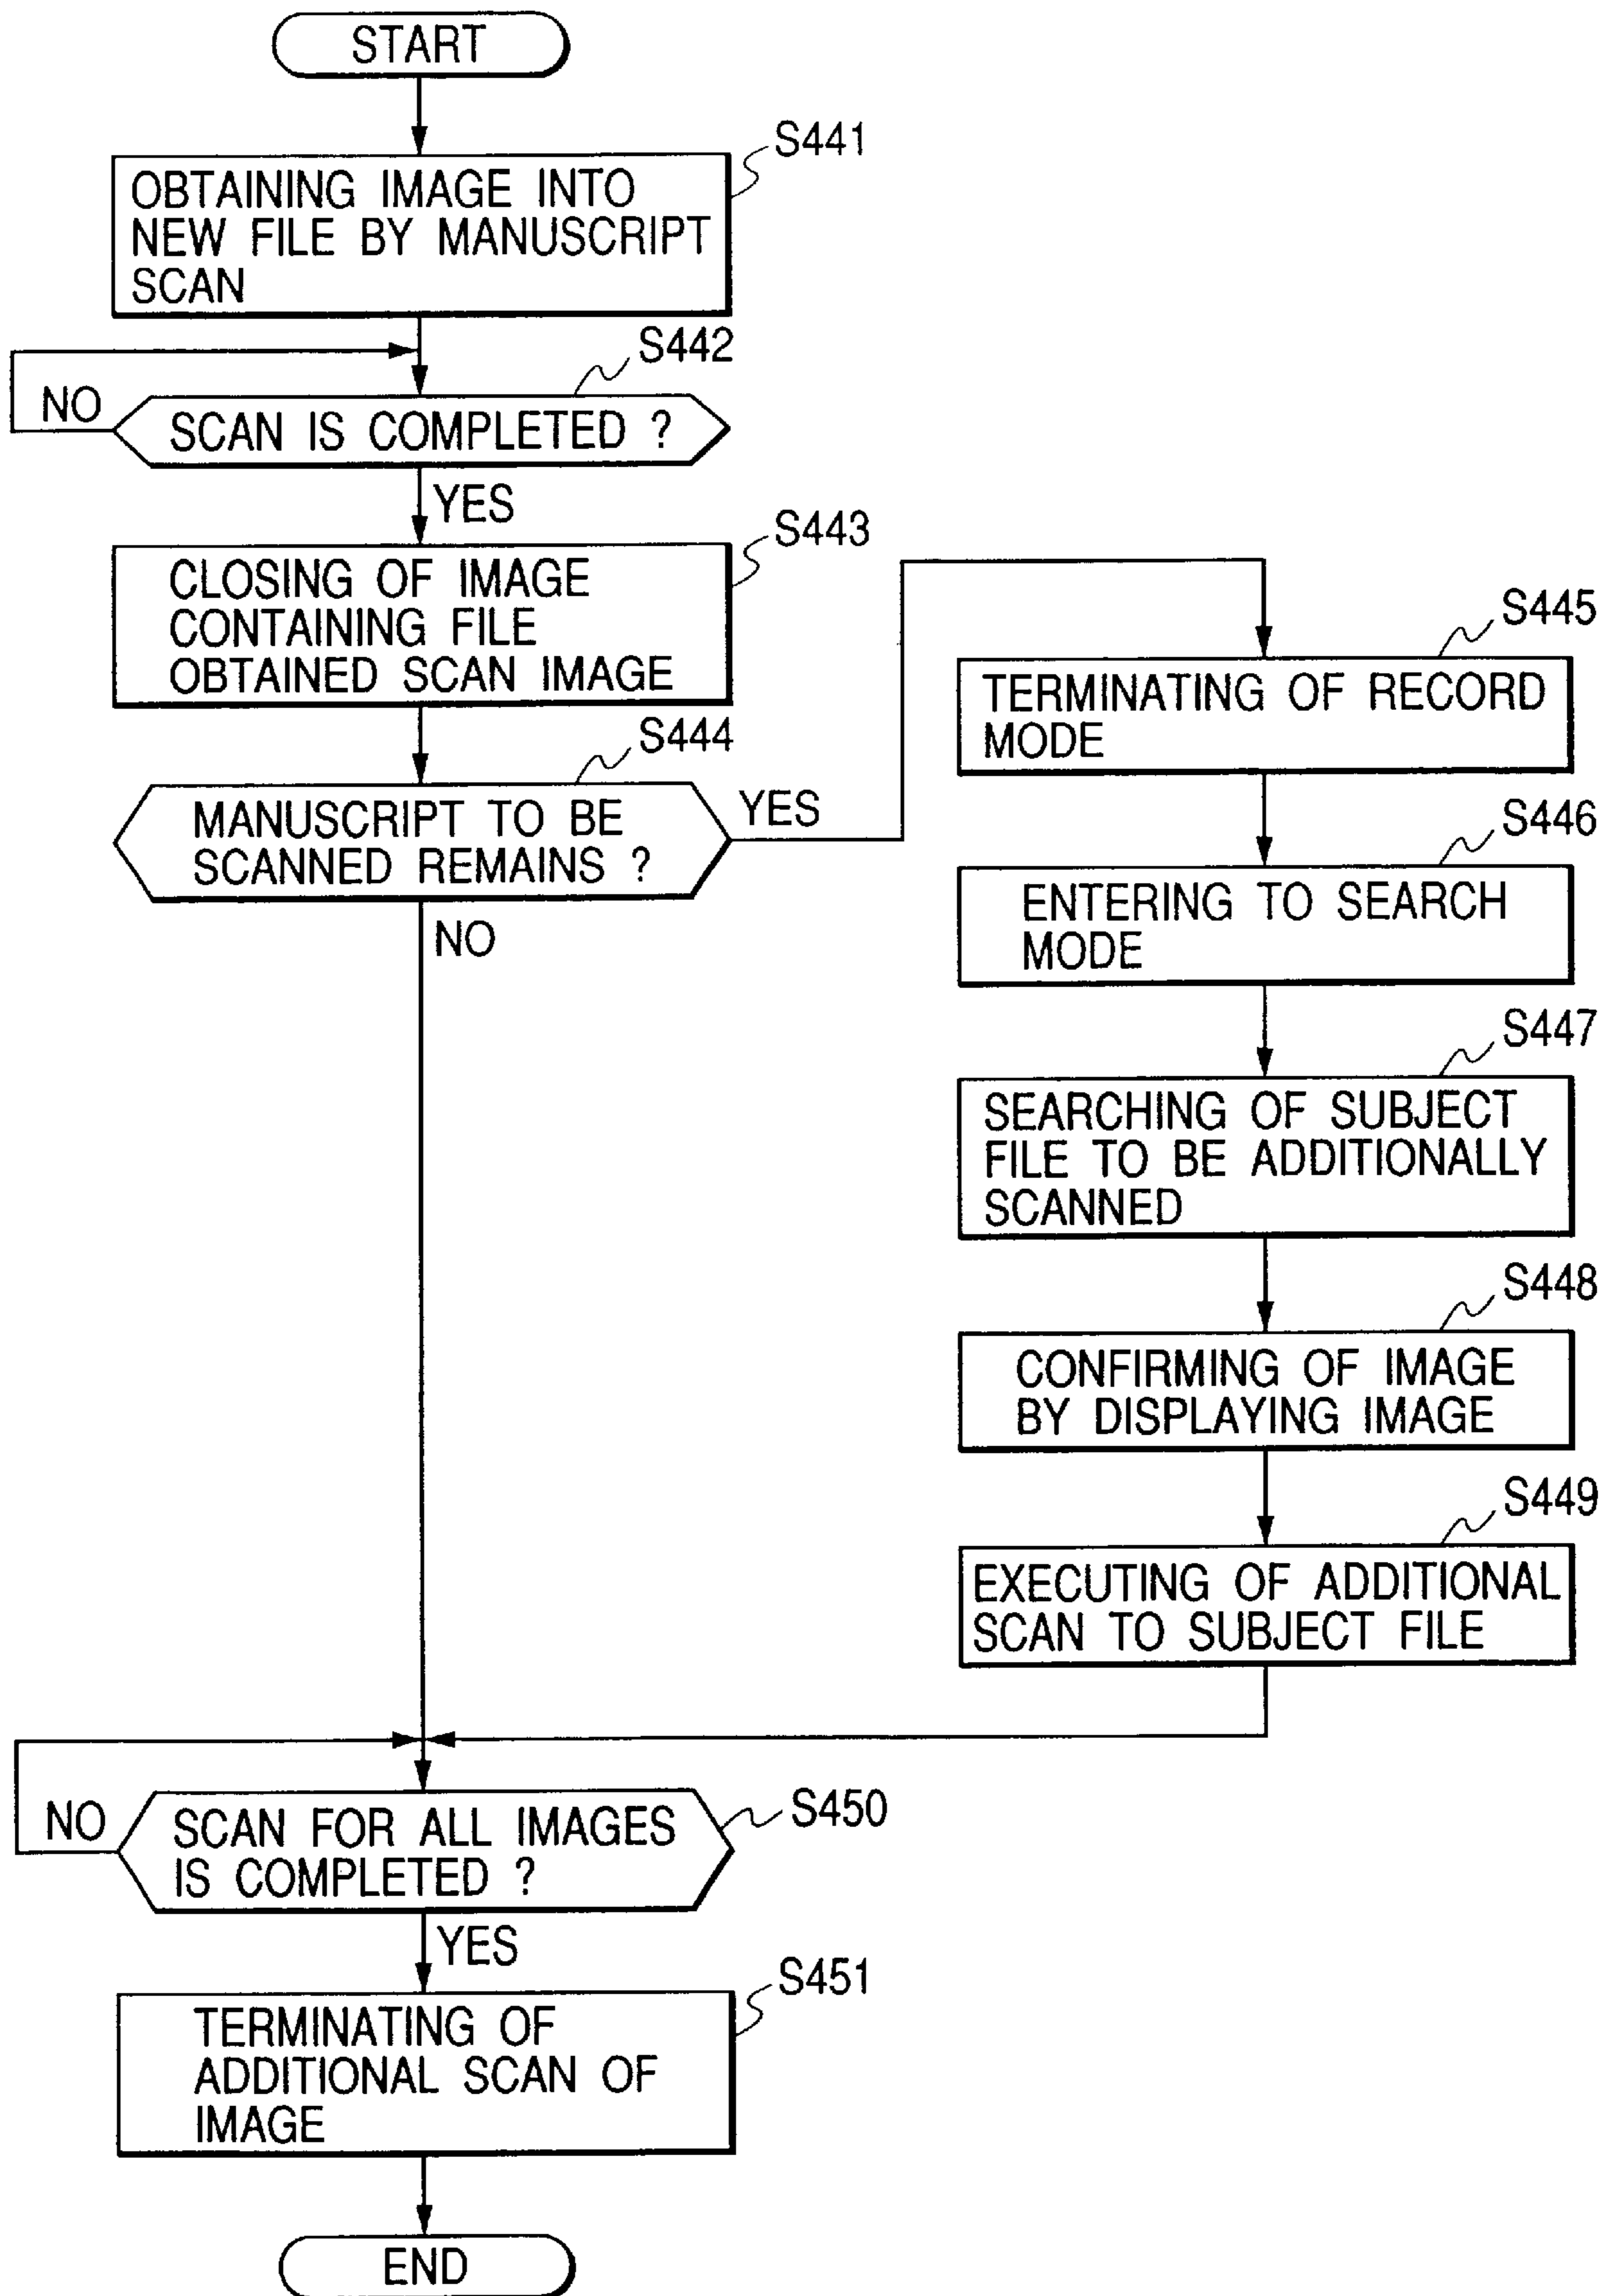 START
S441
OBTAINING IMAGE INTO
NEW FILE BY MANUSCRIPT
SCAN
S442
NO
SCAN IS COMPLETED ?
YES
S443
CLOSING OF IMAGE
CONTAINING FILE
OBTAINED SCAN IMAGE
S444
MANUSCRIPT TO BE
SCANNED REMAINS ?
YES
NO
S445
TERMINATING OF RECORD
MODE
S446
ENTERING TO SEARCH
MODE
S447
SEARCHING OF SUBJECT
FILE TO BE ADDITIONALLY
SCANNED
S448
CONFIRMING OF IMAGE
BY DISPLAYING IMAGE
S449
EXECUTING OF ADDITIONAL
SCAN TO SUBJECT FILE
NO
S450
SCAN FOR ALL IMAGES
IS COMPLETED ?
YES
S451
TERMINATING OF
ADDITIONAL SCAN OF
IMAGE
END